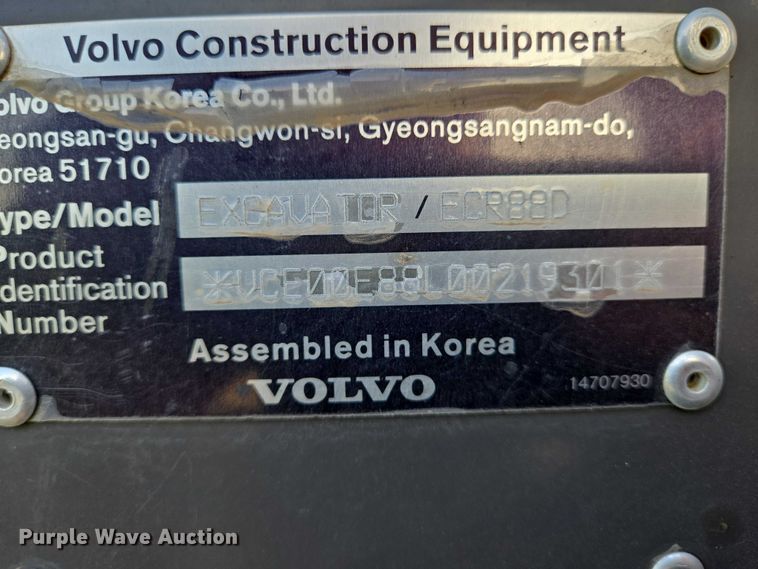 Volvo Construction Equipment
olvo Group Korea Co., Ltd.
eongsan-gu, Changwon-si, Gyeongsangnam-do,
orea 51710
ype/Model EXCAVATOR / ECR88D
Product
dentification
Number
*VCE00E88L00219301*
Assembled in Korea
VOLVO
14707930
Purple Wave Auction